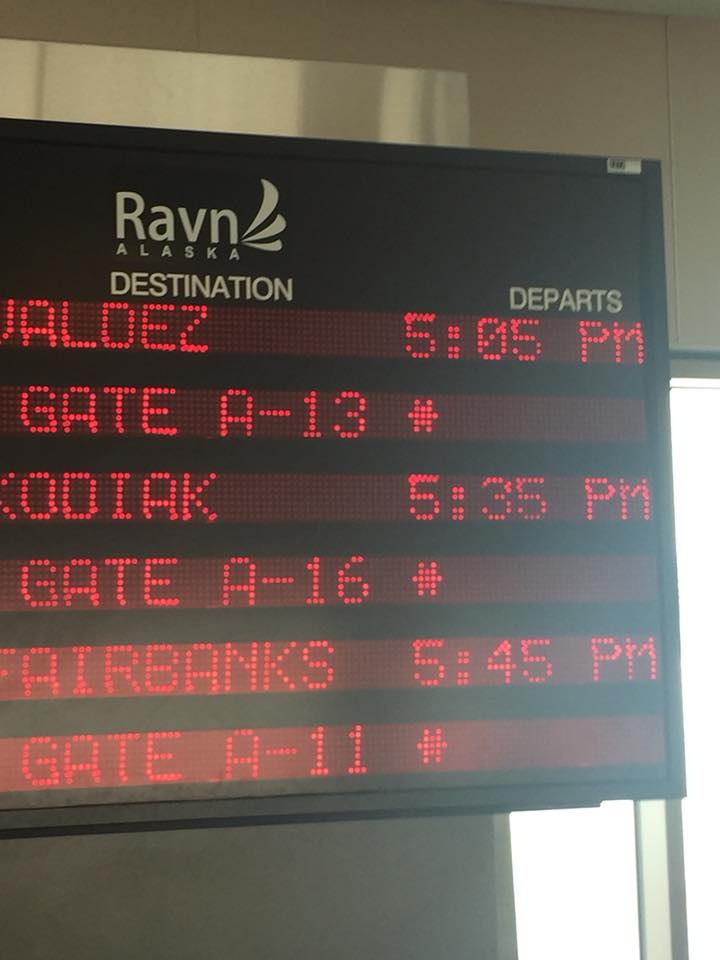 Ravn
ALASKA
DESTINATION DEPARTS
VALDEZ 5:05 PM
GATE A-13 #
KODIAK 5:35 PM
GATE A-16 #
FAIRBANKS 5:45 PM
GATE A-11 #